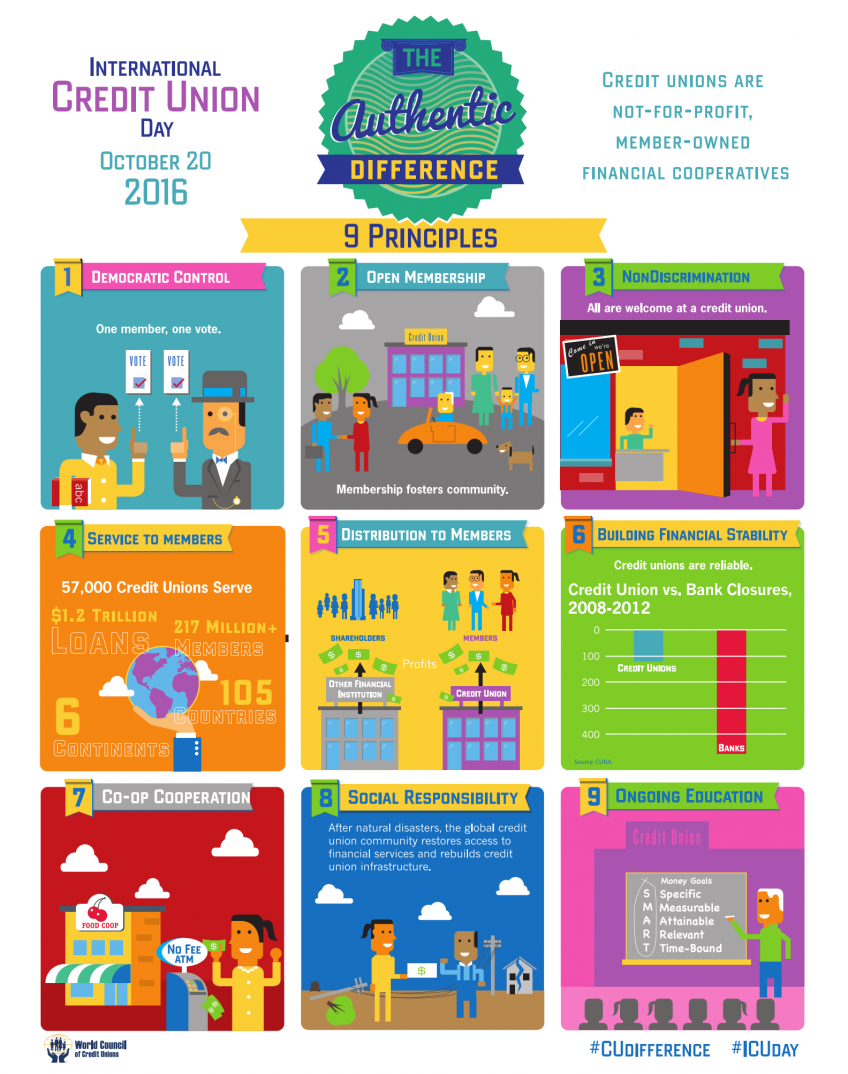 International
Credit Union
Day
October 20
2016
THE
Authentic
DIFFERENCE
Credit unions are
not-for-profit,
member-owned
financial cooperatives
9 Principles
1 Democratic Control
One member, one vote.
VOTE VOTE
abc
2 Open Membership
Credit Union
Membership fosters community.
3 NonDiscrimination
All are welcome at a credit union.
Come in
we're
OPEN
4 Service to members
57,000 Credit Unions Serve
$1.2 Trillion
Loans
217 Million+
Members
6
Continents
105
Countries
5 Distribution to Members
SHAREHOLDERS
MEMBERS
Profits
Other Financial
Institution
Credit Union
6 Building Financial Stability
Credit unions are reliable.
Credit Union vs. Bank Closures,
2008-2012
0
100
200
300
400
Credit Unions
Banks
Source: CUNA
7 Co-op Cooperation
FOOD COOP
No Fee
ATM
8 Social Responsibility
After natural disasters, the global credit
union community restores access to
financial services and rebuilds credit
union infrastructure.
9 Ongoing Education
Credit Union
Money Goals
S Specific
M Measurable
A Attainable
R Relevant
T Time-Bound
World Council
of Credit Unions
#CUdifference #ICUday